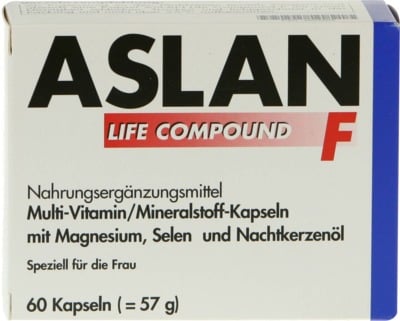 ASLAN
LIFE COMPOUND F
Nahrungsergänzungsmittel
Multi-Vitamin/Mineralstoff-Kapseln
mit Magnesium, Selen und Nachtkerzenöl
Speziell für die Frau
60 Kapseln (= 57 g)